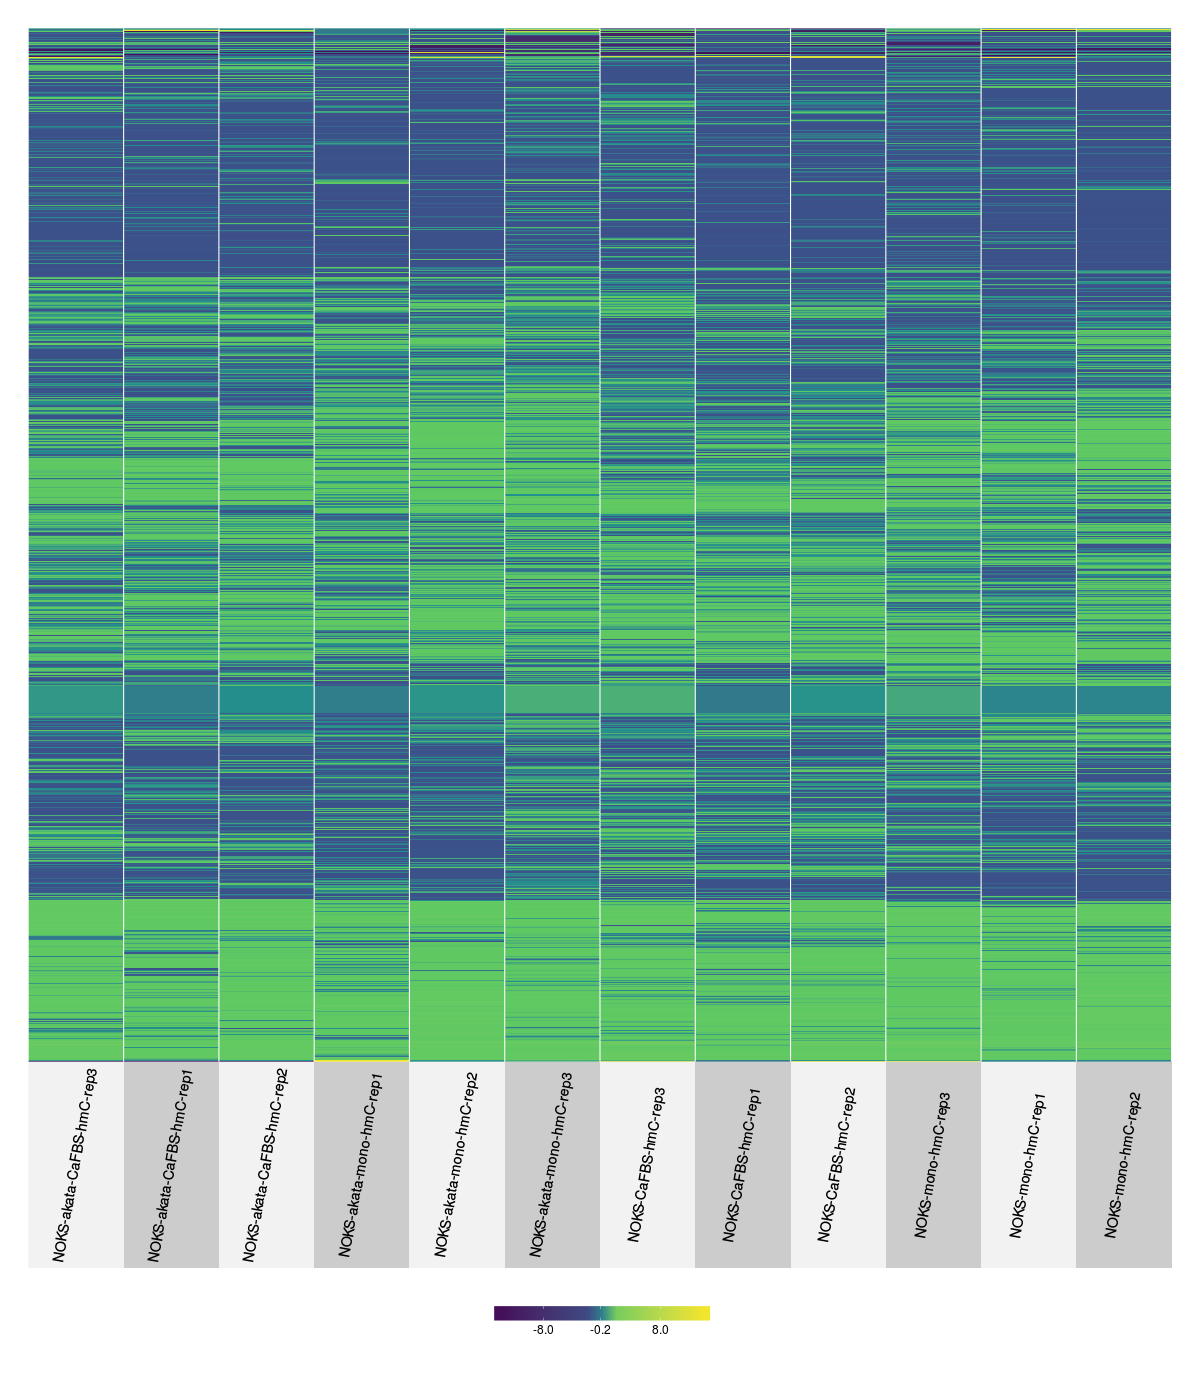 NOKS-akata-CaFBS-hmC-rep3
NOKS-akata-CaFBS-hmC-rep1
NOKS-akata-CaFBS-hmC-rep2
NOKS-akata-mono-hmC-rep1
NOKS-akata-mono-hmC-rep2
NOKS-akata-mono-hmC-rep3
NOKS-CaFBS-hmC-rep3
NOKS-CaFBS-hmC-rep1
NOKS-CaFBS-hmC-rep2
NOKS-mono-hmC-rep3
NOKS-mono-hmC-rep1
NOKS-mono-hmC-rep2
-8.0 -0.2 8.0